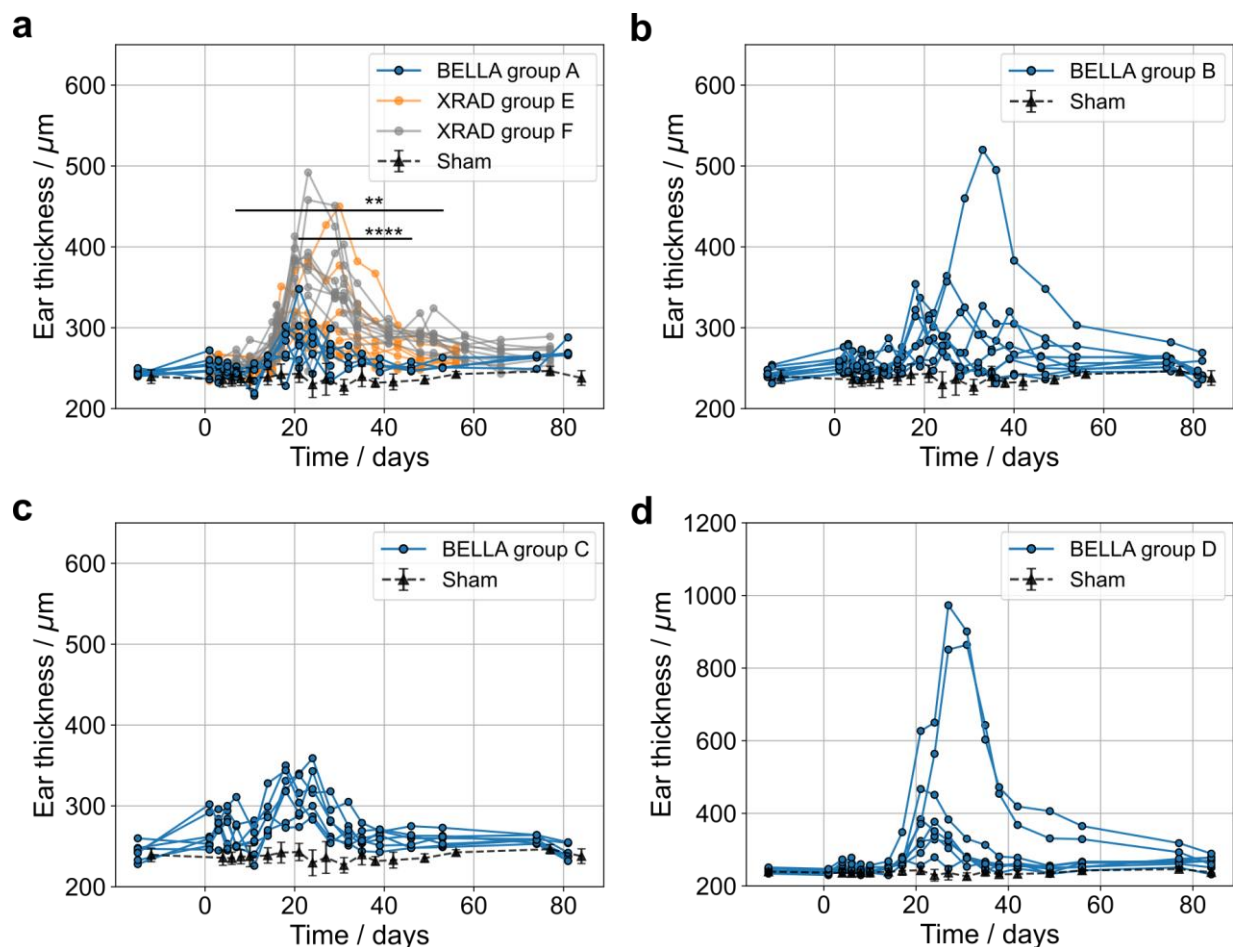 a
600
500
400
300
200
Ear thickness / µm
0 20 40 60 80
Time / days
BELLA group A
XRAD group E
XRAD group F
Sham
**
****
b
600
500
400
300
200
Ear thickness / µm
0 20 40 60 80
Time / days
BELLA group B
Sham
c
600
500
400
300
200
Ear thickness / µm
0 20 40 60 80
Time / days
BELLA group C
Sham
d
1200
1000
800
600
400
200
Ear thickness / µm
0 20 40 60 80
Time / days
BELLA group D
Sham